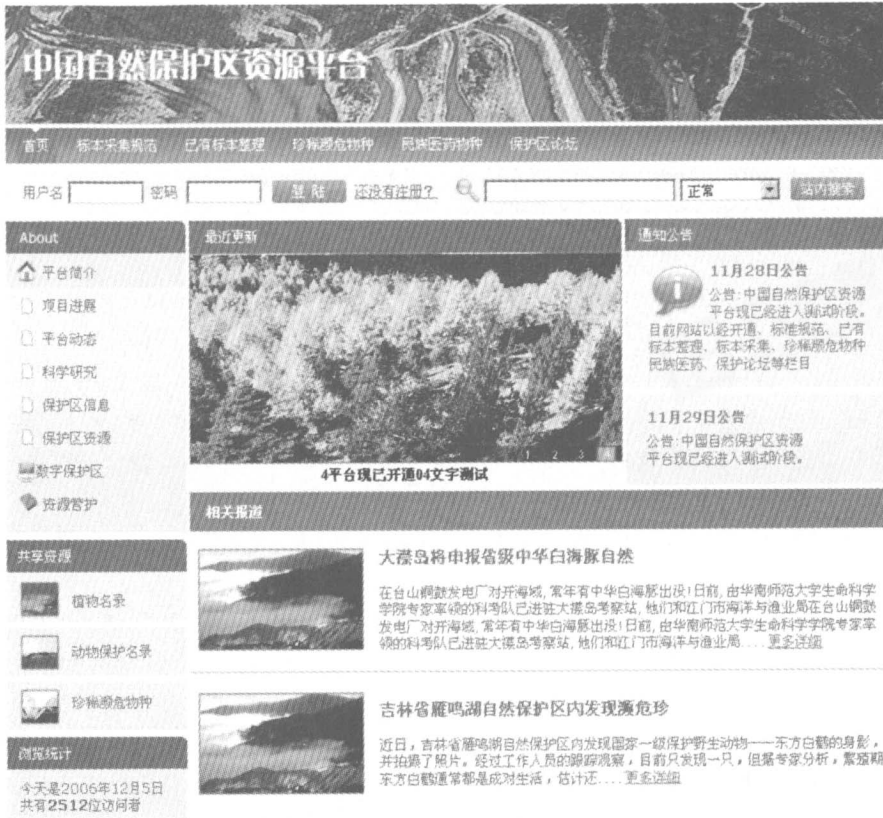 中国自然保护区资源平台
首页 标本采集规范 已有标本整理 珍稀濒危物种 民族医药物种 保护区论坛
用户名 密码 登陆 还没有注册? 正常 站内搜索
About
平台简介
项目进展
平台动态
科学研究
保护区信息
保护区资源
数字保护区
资源管护
共享资源
植物名录
动物保护名录
珍稀濒危物种
浏览统计
今天是2006年12月5日
共有2512位访问者
最近更新
1 2 3
4平台现已开通04文字测试
通知公告
11月28日公告
公告:中国自然保护区资源
平台现已经进入测试阶段。
目前网站以经开通、标准规范、已有
标本整理、标本采集、珍稀濒危物种
民族医药、保护论坛等栏目
11月29日公告
公告:中国自然保护区资源
平台现已经进入测试阶段。
相关报道
大襟岛将申报省级中华白海豚自然
在台山铜鼓发电厂对开海域,常年有中华白海豚出没!日前,由华南师范大学生命科学
学院专家率领的科考队已进驻大襟岛考察站,他们和江门市海洋与渔业局在台山铜鼓
发电厂对开海域,常年有中华白海豚出没!日前,由华南师范大学生命科学学院专家率
领的科考队已进驻大襟岛考察站,他们和江门市海洋与渔业局....更多详细
吉林省雁鸣湖自然保护区内发现濒危珍
近日,吉林省雁鸣湖自然保护区内发现国家一级保护野生动物——东方白鹳的身影,
并拍摄了照片。经过工作人员的跟踪观察,目前只发现一只,但据专家分析,繁殖期
东方白鹳通常都是成对生活,估计还....更多详细